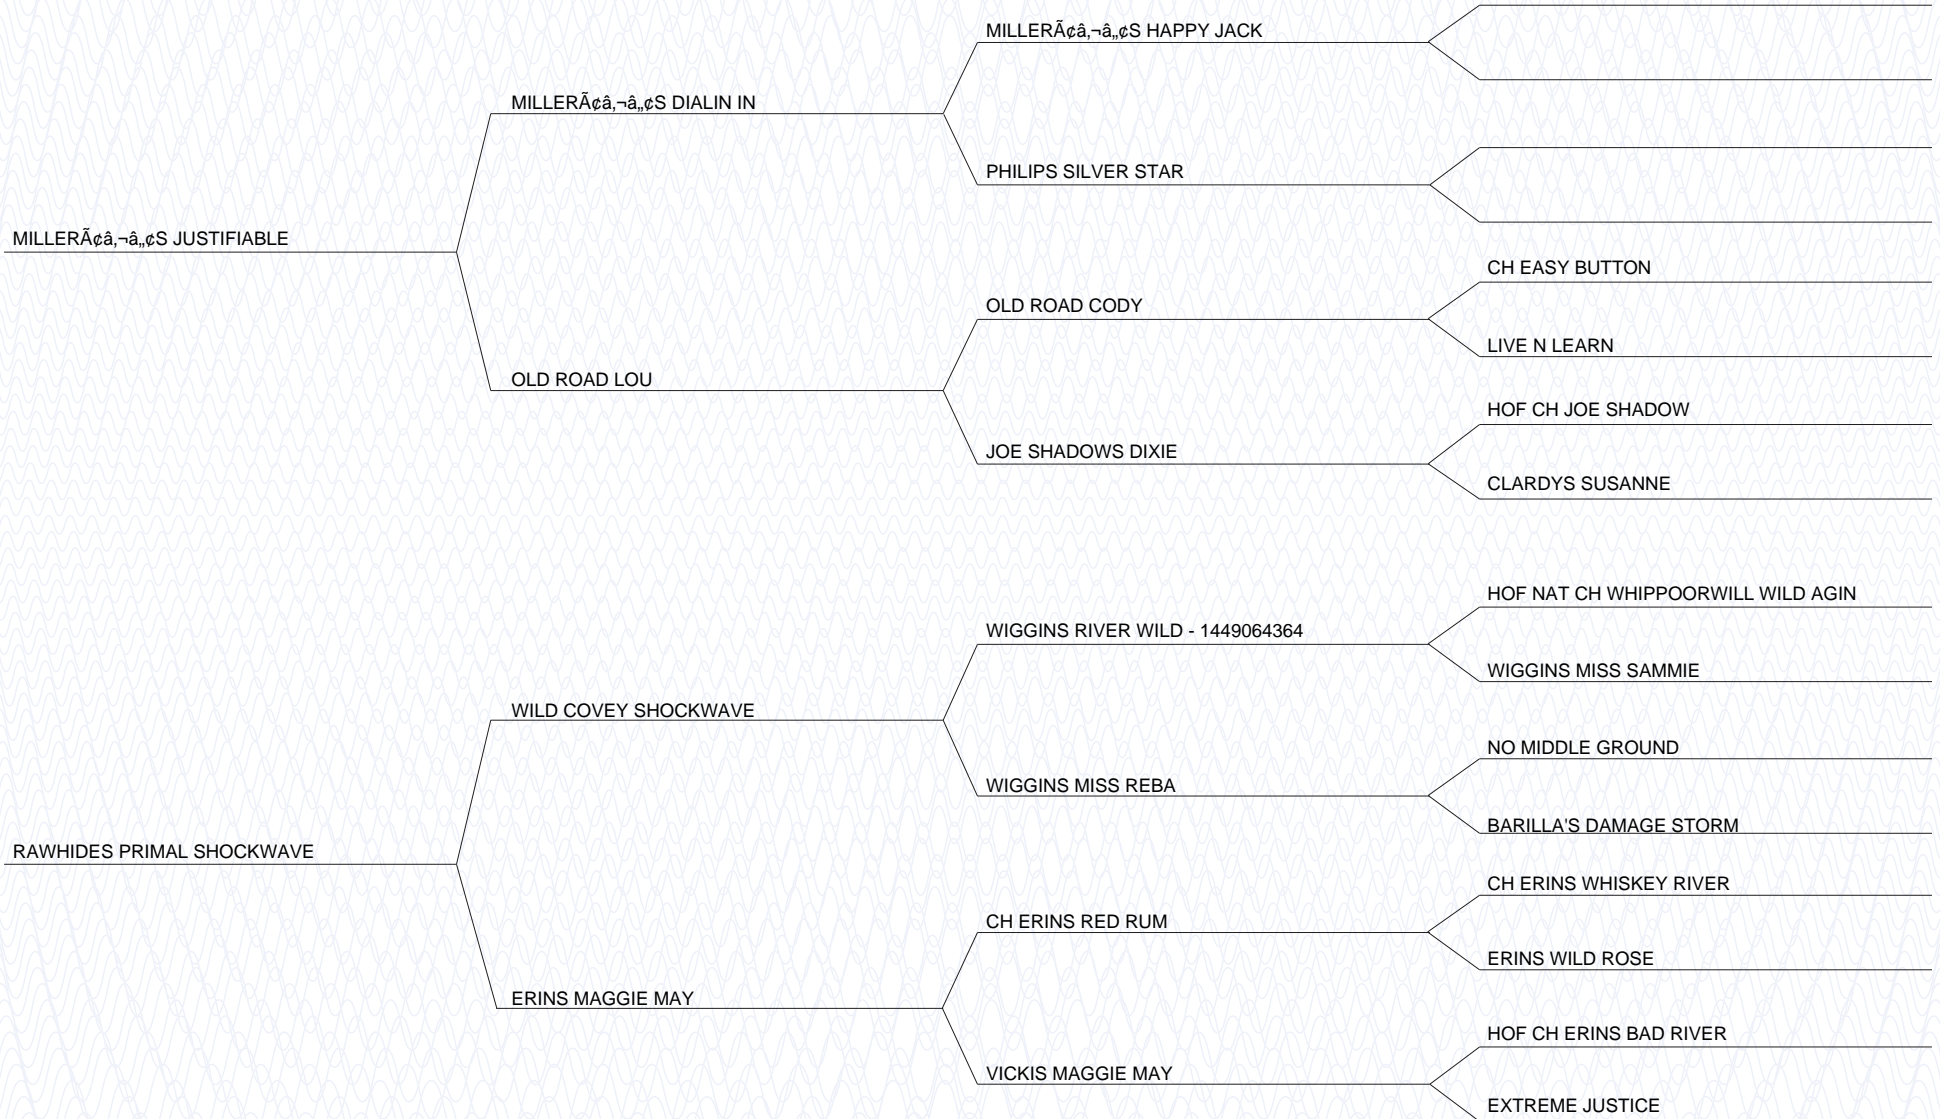 MILLERÃ¢â‚¬â„¢S HAPPY JACK
MILLERÃ¢â‚¬â„¢S DIALIN IN
PHILIPS SILVER STAR
MILLERÃ¢â‚¬â„¢S JUSTIFIABLE
CH EASY BUTTON
OLD ROAD CODY
LIVE N LEARN
OLD ROAD LOU
HOF CH JOE SHADOW
JOE SHADOWS DIXIE
CLARDYS SUSANNE
HOF NAT CH WHIPPOORWILL WILD AGIN
WIGGINS RIVER WILD - 1449064364
WIGGINS MISS SAMMIE
WILD COVEY SHOCKWAVE
NO MIDDLE GROUND
WIGGINS MISS REBA
BARILLA'S DAMAGE STORM
RAWHIDES PRIMAL SHOCKWAVE
CH ERINS WHISKEY RIVER
CH ERINS RED RUM
ERINS WILD ROSE
ERINS MAGGIE MAY
HOF CH ERINS BAD RIVER
VICKIS MAGGIE MAY
EXTREME JUSTICE